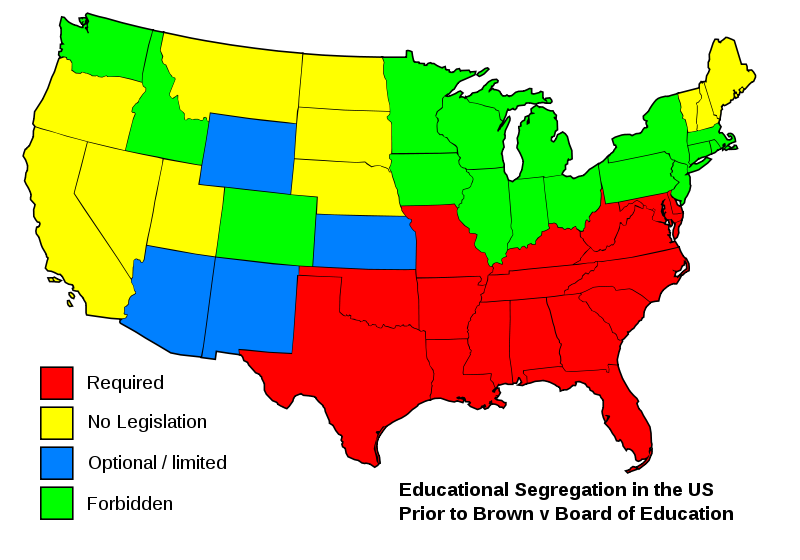 Required
No Legislation
Optional / limited
Forbidden
Educational Segregation in the US
Prior to Brown v Board of Education